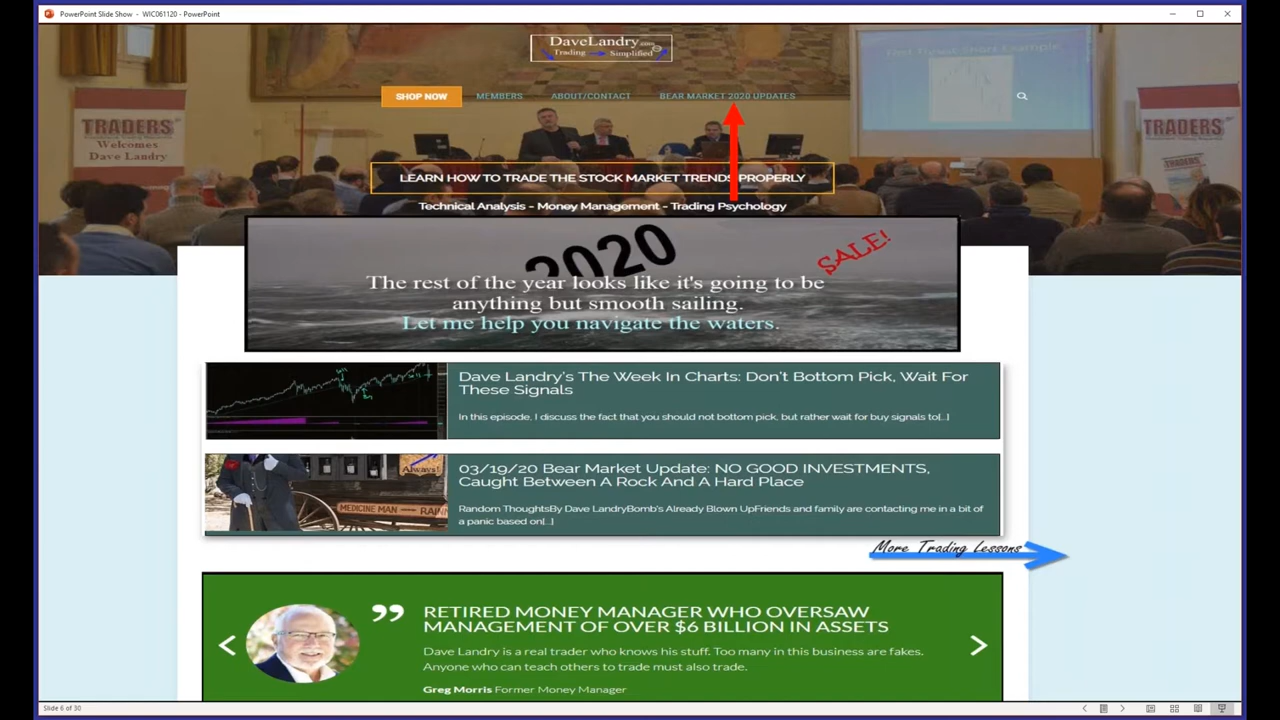 PowerPoint Slide Show - WIC061120 - PowerPoint
DaveLandry.com
Trading Simplified
SHOP NOW MEMBERS ABOUT/CONTACT BEAR MARKET 2020 UPDATES
TRADERS'
Welcomes
Dave Landry
TRADERS'
LEARN HOW TO TRADE THE STOCK MARKET TRENDS PROPERLY
Technical Analysis - Money Management - Trading Psychology
2020
SALE!
The rest of the year looks like it's going to be
anything but smooth sailing.
Let me help you navigate the waters.
Dave Landry's The Week In Charts: Don't Bottom Pick, Wait For
These Signals
In this episode, I discuss the fact that you should not bottom pick, but rather wait for buy signals to[...]
Always!
MEDICINE MAN — RAIN
03/19/20 Bear Market Update: NO GOOD INVESTMENTS,
Caught Between A Rock And A Hard Place
Random ThoughtsBy Dave LandryBomb's Already Blown UpFriends and family are contacting me in a bit of
a panic based on[...]
More Trading Lessons
RETIRED MONEY MANAGER WHO OVERSAW
MANAGEMENT OF OVER $6 BILLION IN ASSETS
Dave Landry is a real trader who knows his stuff. Too many in this business are fakes.
Anyone who can teach others to trade must also trade.
Greg Morris Former Money Manager
Slide 6 of 30